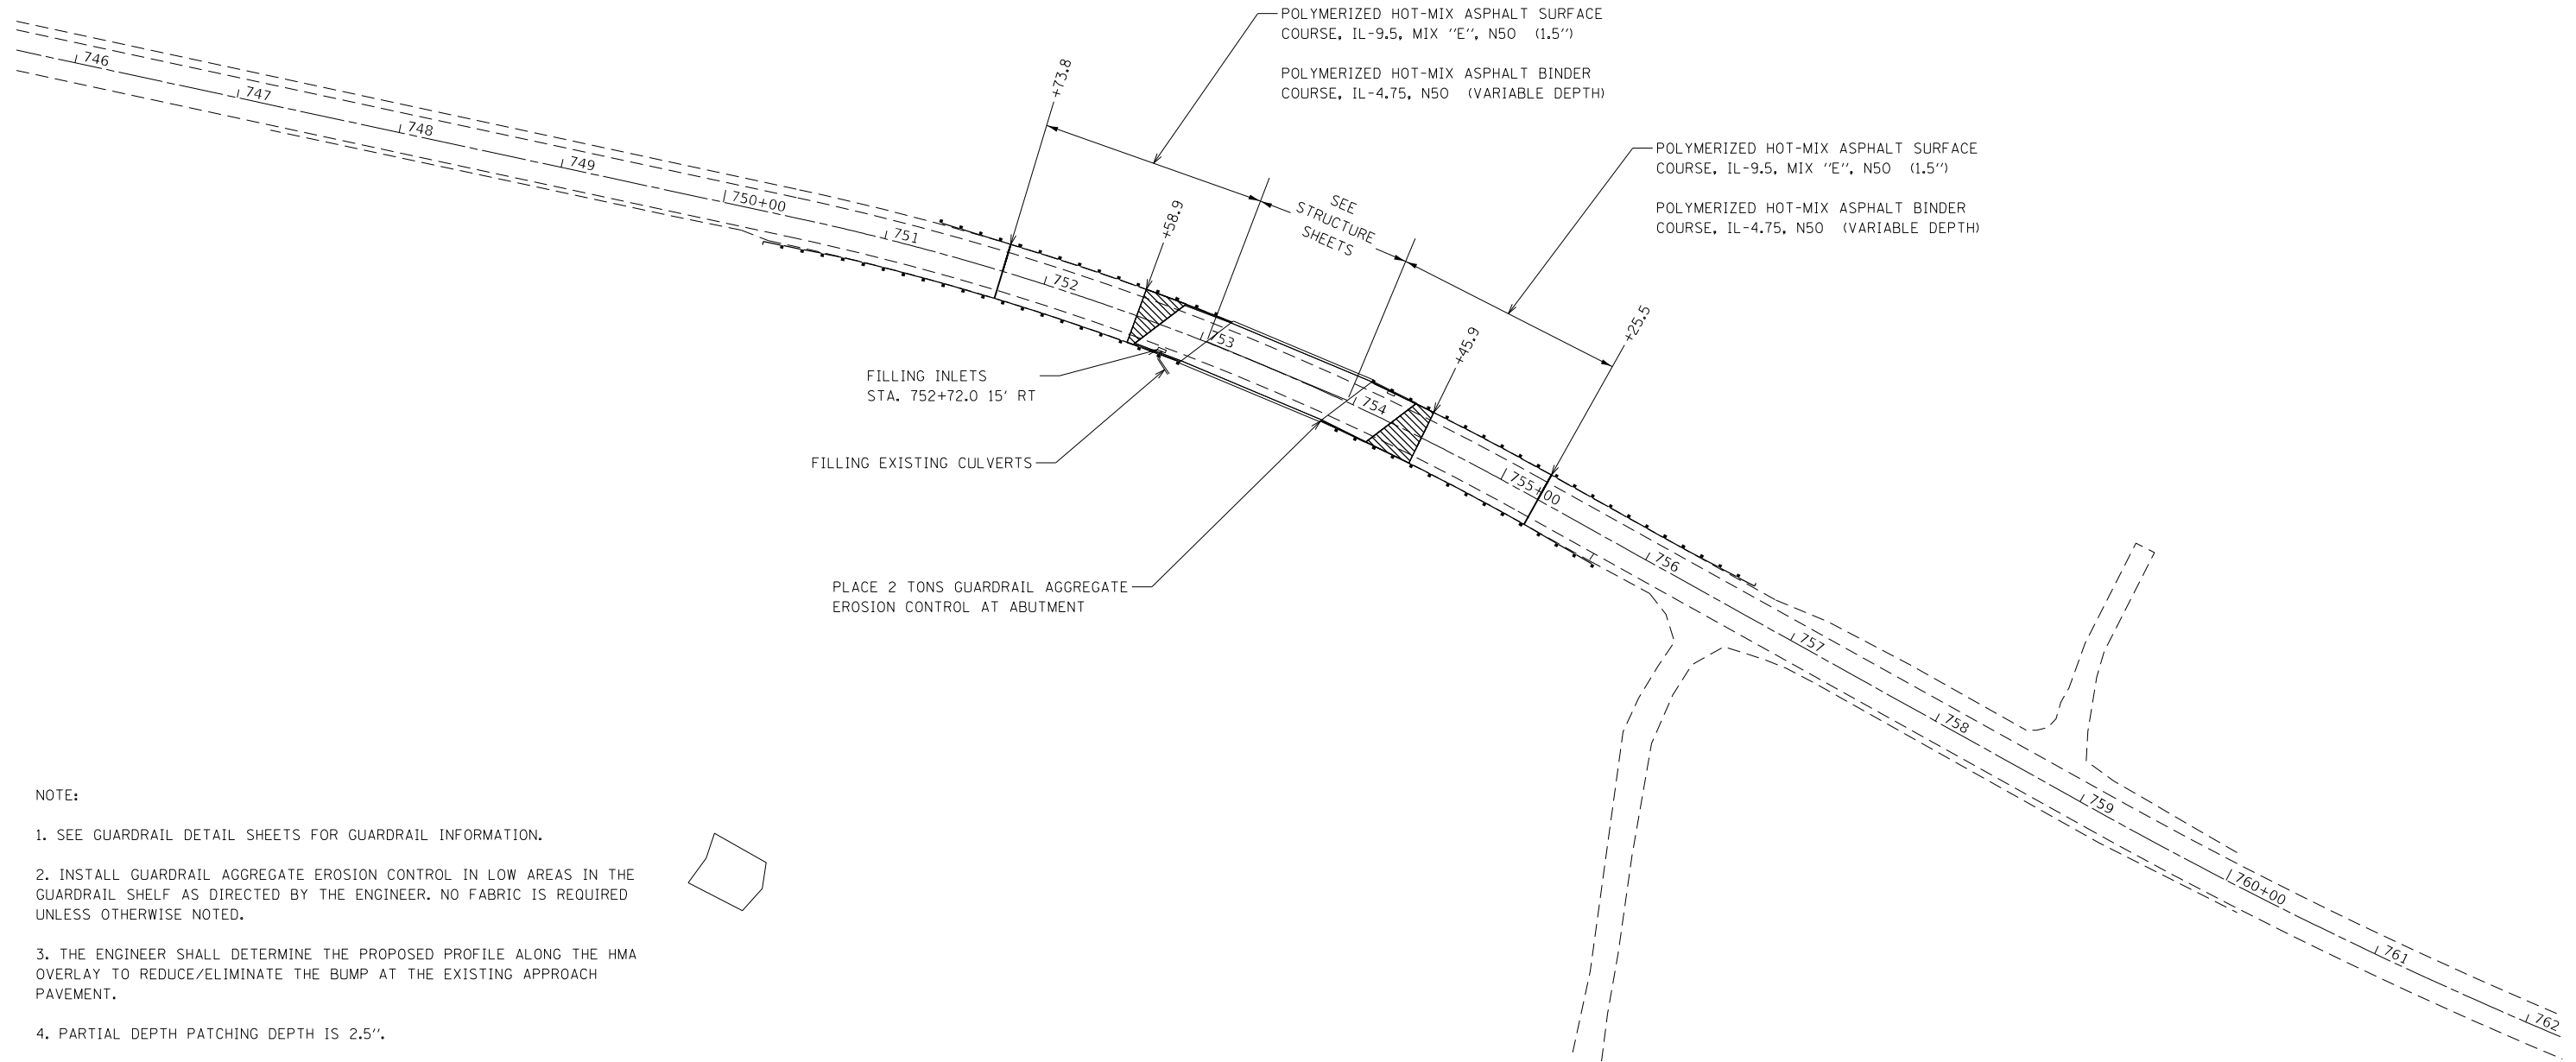 POLYMERIZED HOT-MIX ASPHALT SURFACE
COURSE, IL-9.5, MIX "E", N50 (1.5")
POLYMERIZED HOT-MIX ASPHALT BINDER
COURSE, IL-4.75, N50 (VARIABLE DEPTH)
POLYMERIZED HOT-MIX ASPHALT SURFACE
COURSE, IL-9.5, MIX "E", N50 (1.5")
POLYMERIZED HOT-MIX ASPHALT BINDER
COURSE, IL-4.75, N50 (VARIABLE DEPTH)
746
747
748
749
750+00
751
752
753
754
755+00
756
757
758
759
760+00
761
762
+73.8
+58.9
SEE
STRUCTURE
SHEETS
+45.9
+25.5
FILLING INLETS
STA. 752+72.0 15' RT
FILLING EXISTING CULVERTS
PLACE 2 TONS GUARDRAIL AGGREGATE
EROSION CONTROL AT ABUTMENT
NOTE:
1. SEE GUARDRAIL DETAIL SHEETS FOR GUARDRAIL INFORMATION.
2. INSTALL GUARDRAIL AGGREGATE EROSION CONTROL IN LOW AREAS IN THE
GUARDRAIL SHELF AS DIRECTED BY THE ENGINEER. NO FABRIC IS REQUIRED
UNLESS OTHERWISE NOTED.
3. THE ENGINEER SHALL DETERMINE THE PROPOSED PROFILE ALONG THE HMA
OVERLAY TO REDUCE/ELIMINATE THE BUMP AT THE EXISTING APPROACH
PAVEMENT.
4. PARTIAL DEPTH PATCHING DEPTH IS 2.5".